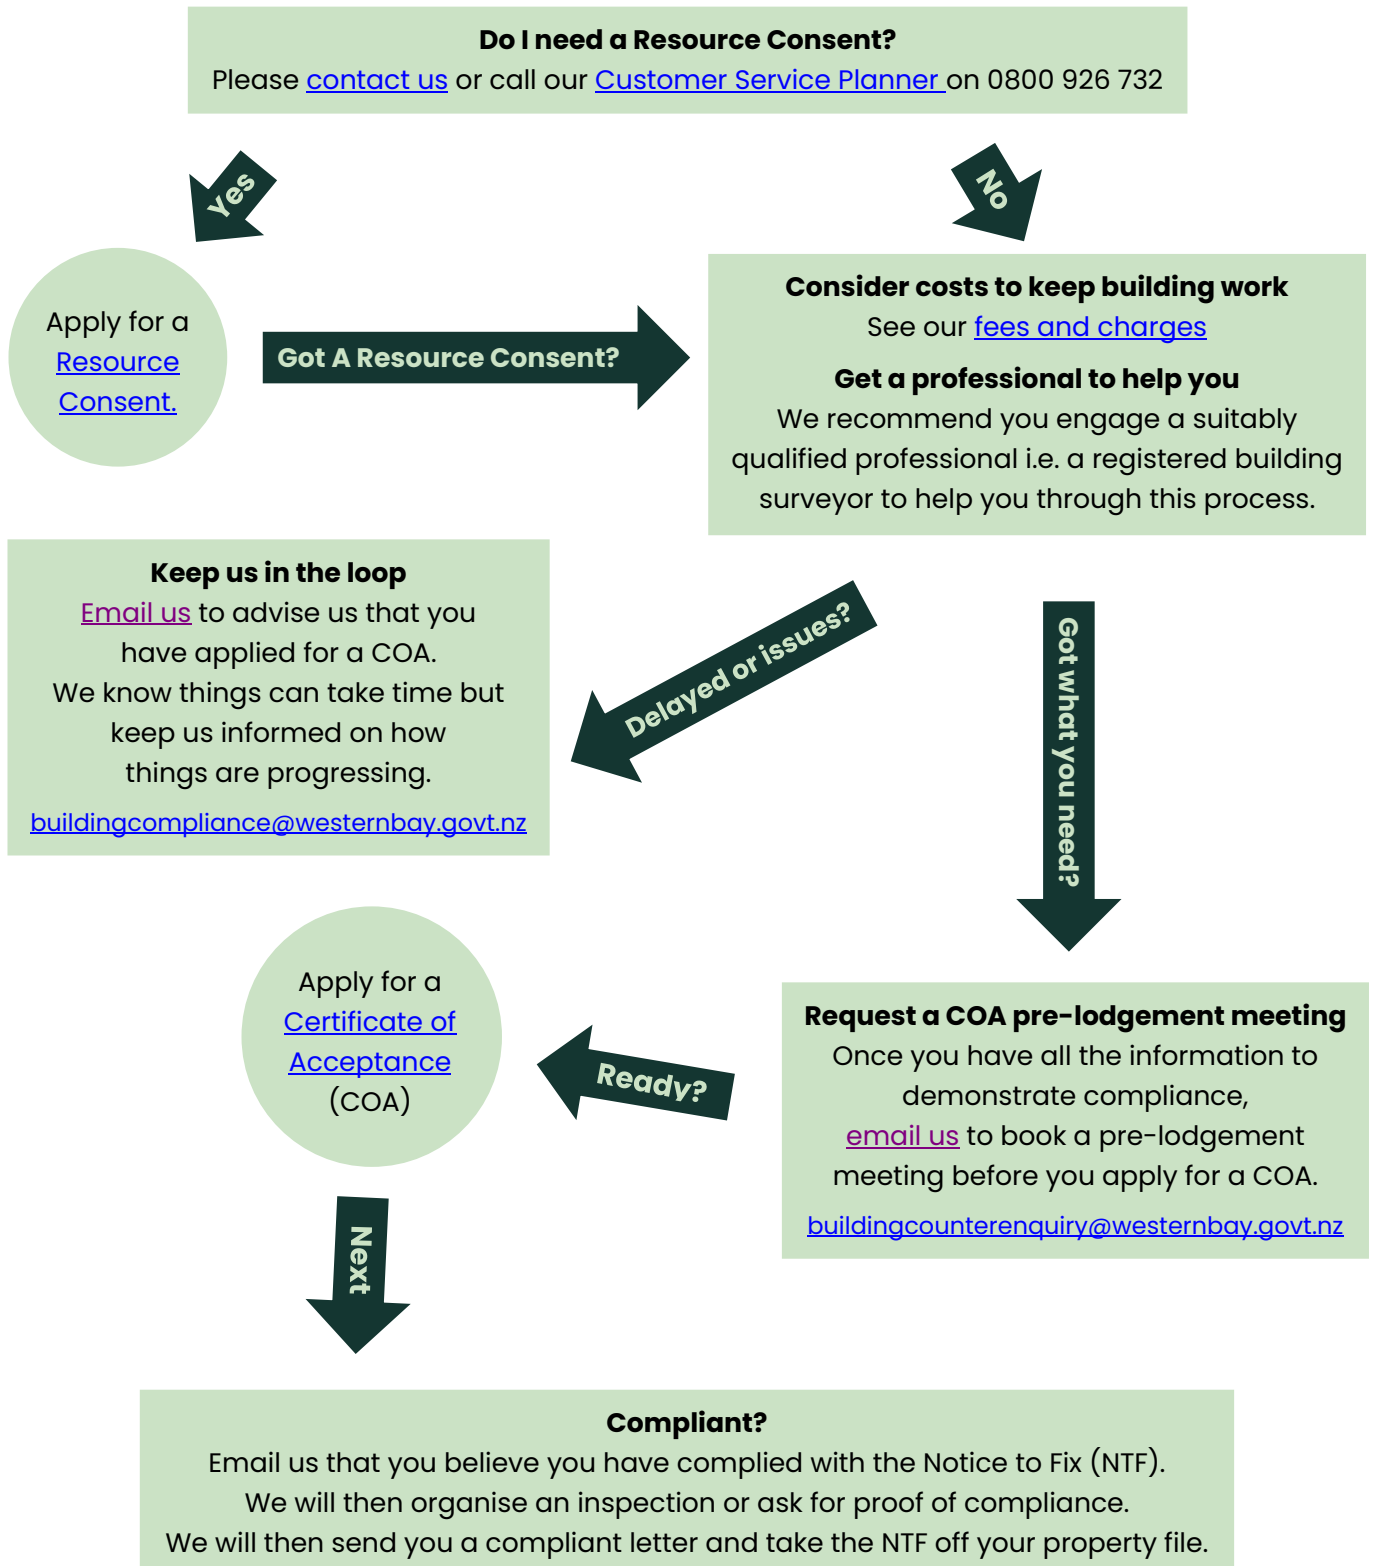 Do I need a Resource Consent?
Please contact us or call our Customer Service Planner on 0800 926 732
Yes
No
Apply for a
Resource
Consent.
Got A Resource Consent?
Consider costs to keep building work
See our fees and charges
Get a professional to help you
We recommend you engage a suitably
qualified professional i.e. a registered building
surveyor to help you through this process.
Keep us in the loop
Email us to advise us that you
have applied for a COA.
We know things can take time but
keep us informed on how
things are progressing.
buildingcompliance@westernbay.govt.nz
Delayed or issues?
Got what you need?
Request a COA pre-lodgement meeting
Once you have all the information to
demonstrate compliance,
email us to book a pre-lodgement
meeting before you apply for a COA.
buildingcounterenquiry@westernbay.govt.nz
Ready?
Apply for a
Certificate of
Acceptance
(COA)
Next
Compliant?
Email us that you believe you have complied with the Notice to Fix (NTF).
We will then organise an inspection or ask for proof of compliance.
We will then send you a compliant letter and take the NTF off your property file.